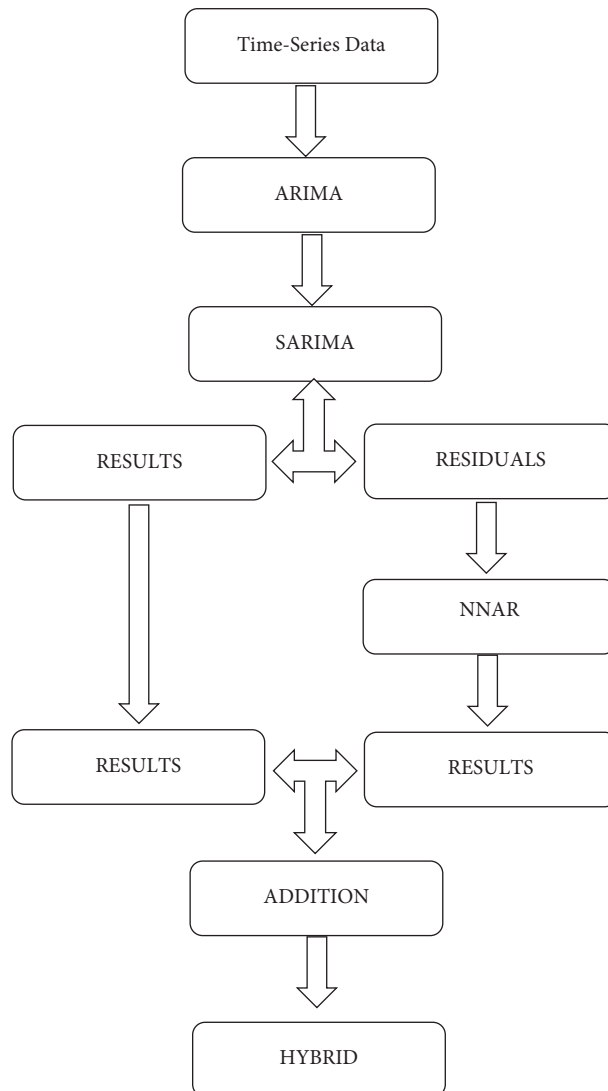 Time-Series Data
ARIMA
SARIMA
RESULTS
RESIDUALS
NNAR
RESULTS
RESULTS
ADDITION
HYBRID